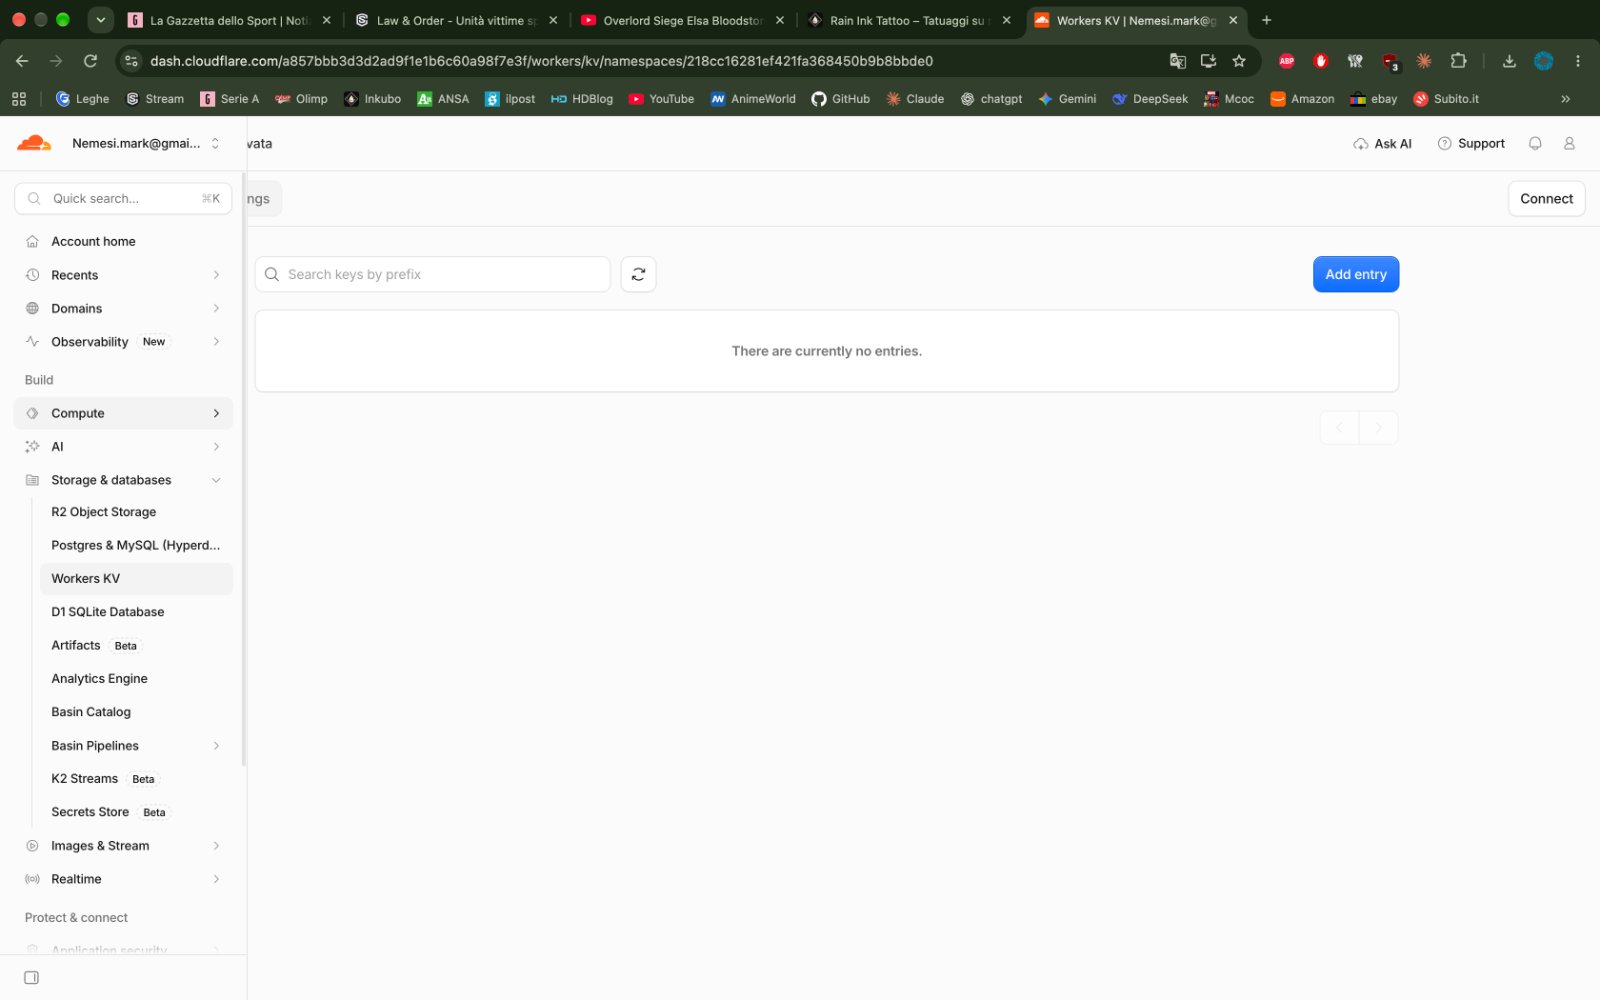 La Gazzetta dello Sport | Noti
Law & Order - Unità vittime sp
Overlord Siege Elsa Bloodston
Rain Ink Tattoo – Tatuaggi su
Workers KV | Nemesi.mark@g
dash.cloudflare.com/a857bbb3d3d2ad9f1e1b6c60a98f7e3f/workers/kv/namespaces/218cc16281ef421fa368450b9b8bbde0
ABP
3
Leghe
Stream
Serie A
Olimp
Inkubo
ANSA
ilpost
HDBlog
YouTube
AnimeWorld
GitHub
Claude
chatgpt
Gemini
DeepSeek
Mcoc
Amazon
ebay
Subito.it
Nemesi.mark@gmai...
vata
Ask AI
Support
Quick search...
⌘K
ngs
Connect
Account home
Recents
Domains
Observability New
Build
Compute
AI
Storage & databases
R2 Object Storage
Postgres & MySQL (Hyperd...
Workers KV
D1 SQLite Database
Artifacts Beta
Analytics Engine
Basin Catalog
Basin Pipelines
K2 Streams Beta
Secrets Store Beta
Images & Stream
Realtime
Protect & connect
Application security
Search keys by prefix
Add entry
There are currently no entries.